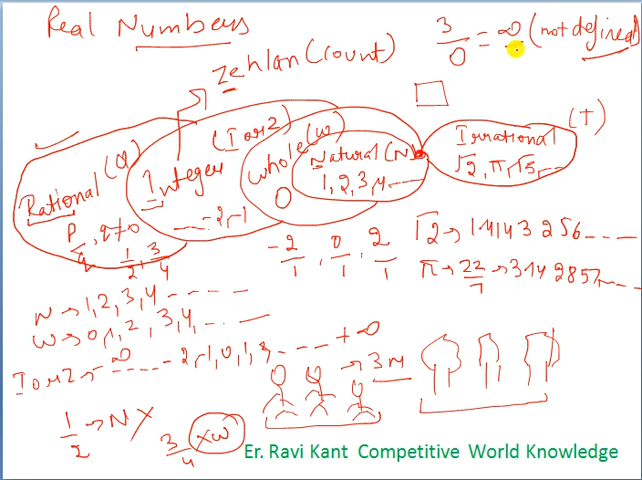 Real Numbers
3/0 = ∞ (not defined)
Zehlan (count)
Rational (Q)
P/q, q≠0
1/2, 3/4
Integer (I or Z)
.... -2, -1
whole (w)
0
Natural (N)
1, 2, 3, 4 ----
Irrational (T)
√2, π, √5, --
-2/1, 0/1, 2/1
√2 → 1.4143256 ----
π → 22/7 → 3.142857 ----
N → 1, 2, 3, 4 -----
W → 0, 1, 2, 3, 4, ...
I or Z → -∞ ----- -2, -1, 0, 1, 3 ---- +∞
→ 3 N
1/2 → N X
3/4 X W
Er. Ravi Kant Competitive World Knowledge